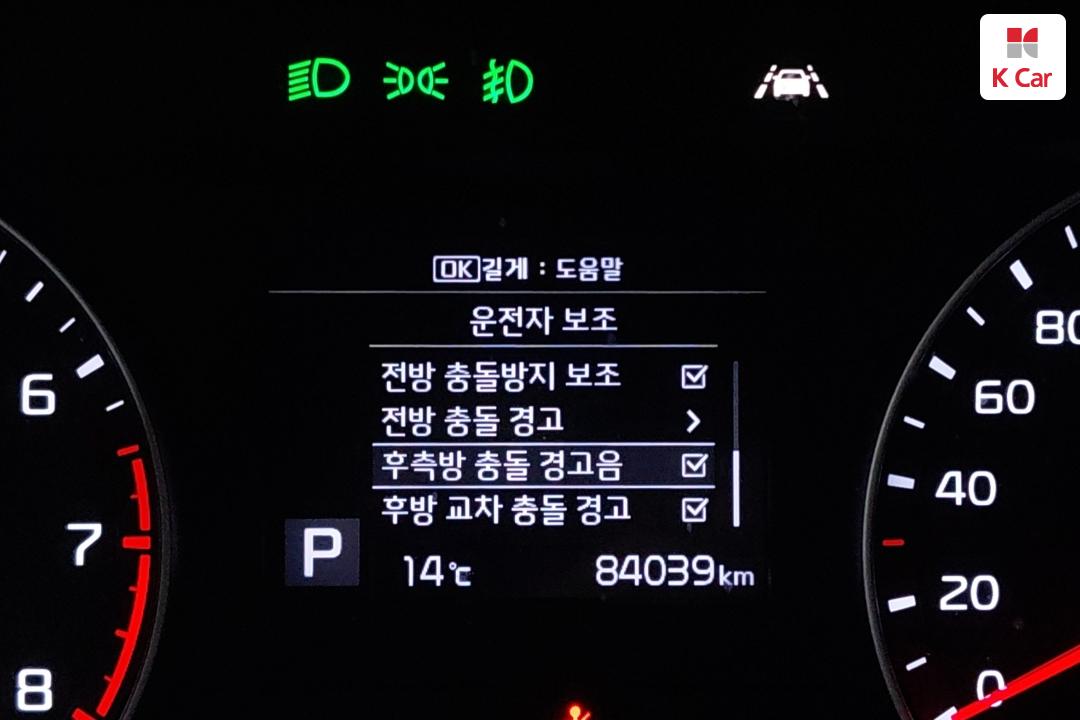 K Car
OK 길게 : 도움말
운전자 보조
전방 충돌방지 보조
전방 충돌 경고
후측방 충돌 경고음
후방 교차 충돌 경고
P
14℃ 84039km
6
7
8
80
60
40
20
0